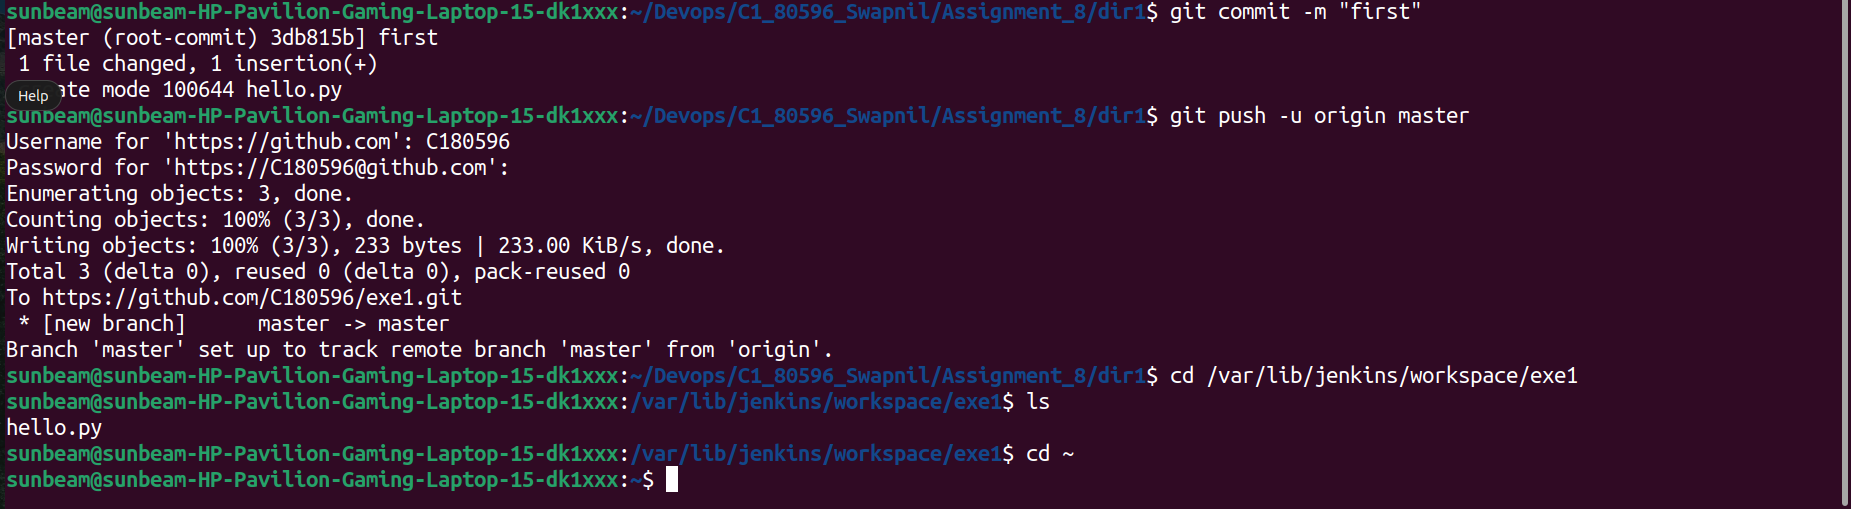 sunbeam@sunbeam-HP-Pavilion-Gaming-Laptop-15-dk1xxx:~/Devops/C1_80596_Swapnil/Assignment_8/dir1$ git commit -m "first"
[master (root-commit) 3db815b] first
 1 file changed, 1 insertion(+)
Help ate mode 100644 hello.py
sunbeam@sunbeam-HP-Pavilion-Gaming-Laptop-15-dk1xxx:~/Devops/C1_80596_Swapnil/Assignment_8/dir1$ git push -u origin master
Username for 'https://github.com': C180596
Password for 'https://C180596@github.com':
Enumerating objects: 3, done.
Counting objects: 100% (3/3), done.
Writing objects: 100% (3/3), 233 bytes | 233.00 KiB/s, done.
Total 3 (delta 0), reused 0 (delta 0), pack-reused 0
To https://github.com/C180596/exe1.git
 * [new branch]      master -> master
Branch 'master' set up to track remote branch 'master' from 'origin'.
sunbeam@sunbeam-HP-Pavilion-Gaming-Laptop-15-dk1xxx:~/Devops/C1_80596_Swapnil/Assignment_8/dir1$ cd /var/lib/jenkins/workspace/exe1
sunbeam@sunbeam-HP-Pavilion-Gaming-Laptop-15-dk1xxx:/var/lib/jenkins/workspace/exe1$ ls
hello.py
sunbeam@sunbeam-HP-Pavilion-Gaming-Laptop-15-dk1xxx:/var/lib/jenkins/workspace/exe1$ cd ~
sunbeam@sunbeam-HP-Pavilion-Gaming-Laptop-15-dk1xxx:~$